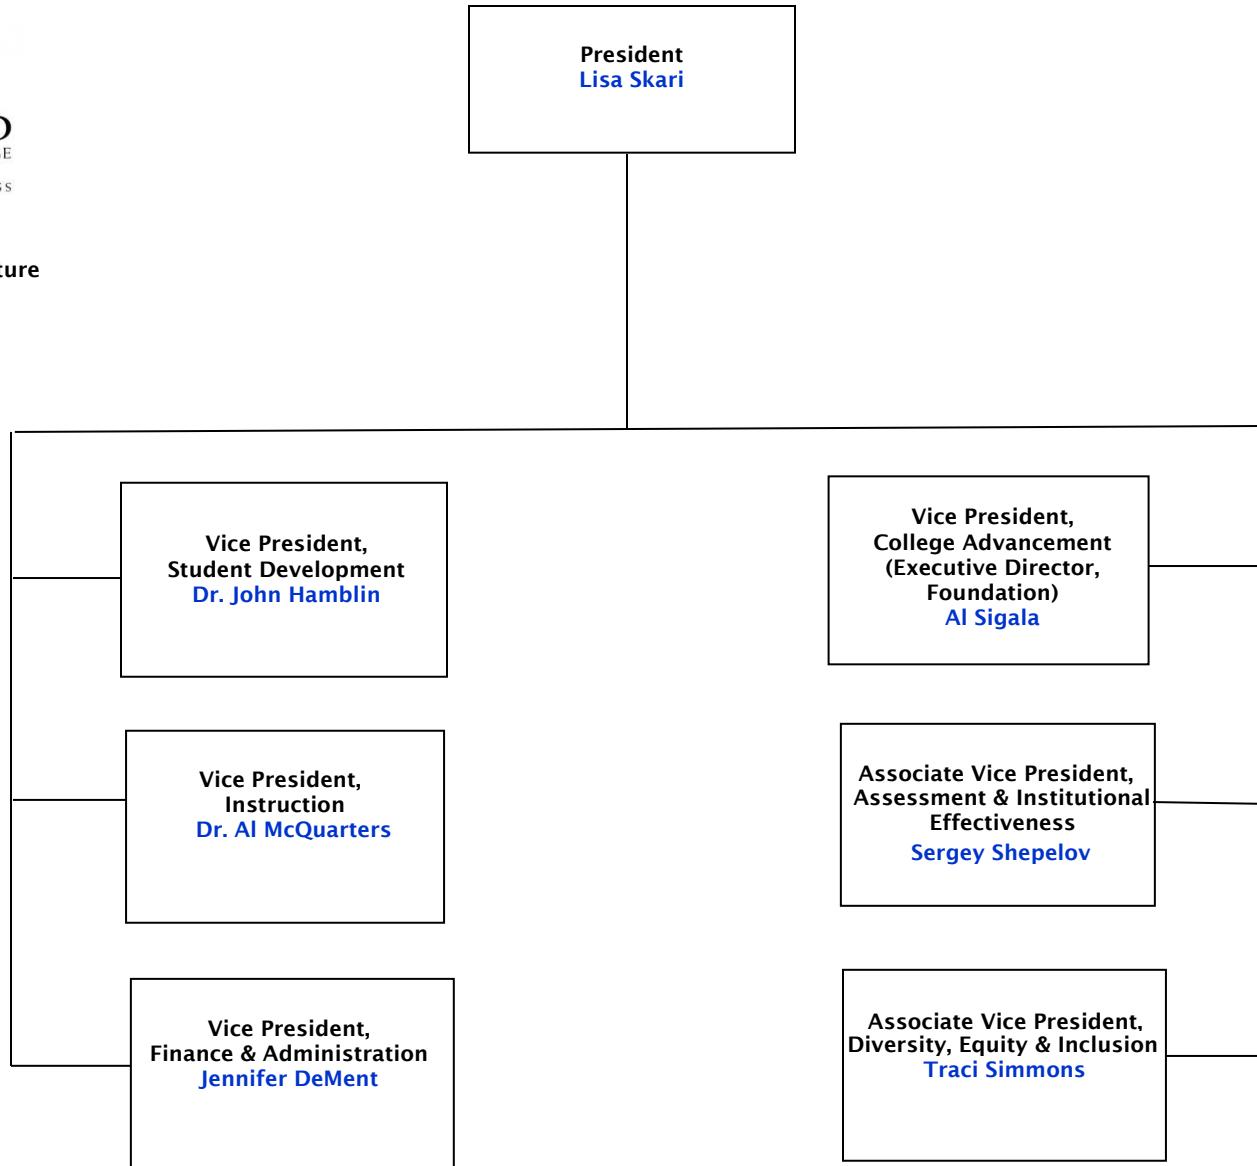 President
Lisa Skari
Vice President,
Student Development
Dr. John Hamblin
Vice President,
Instruction
Dr. Al McQuarters
Vice President,
Finance & Administration
Jennifer DeMent
Vice President,
College Advancement
(Executive Director,
Foundation)
Al Sigala
Associate Vice President,
Assessment & Institutional
Effectiveness
Sergey Shepelov
Associate Vice President,
Diversity, Equity & Inclusion
Traci Simmons